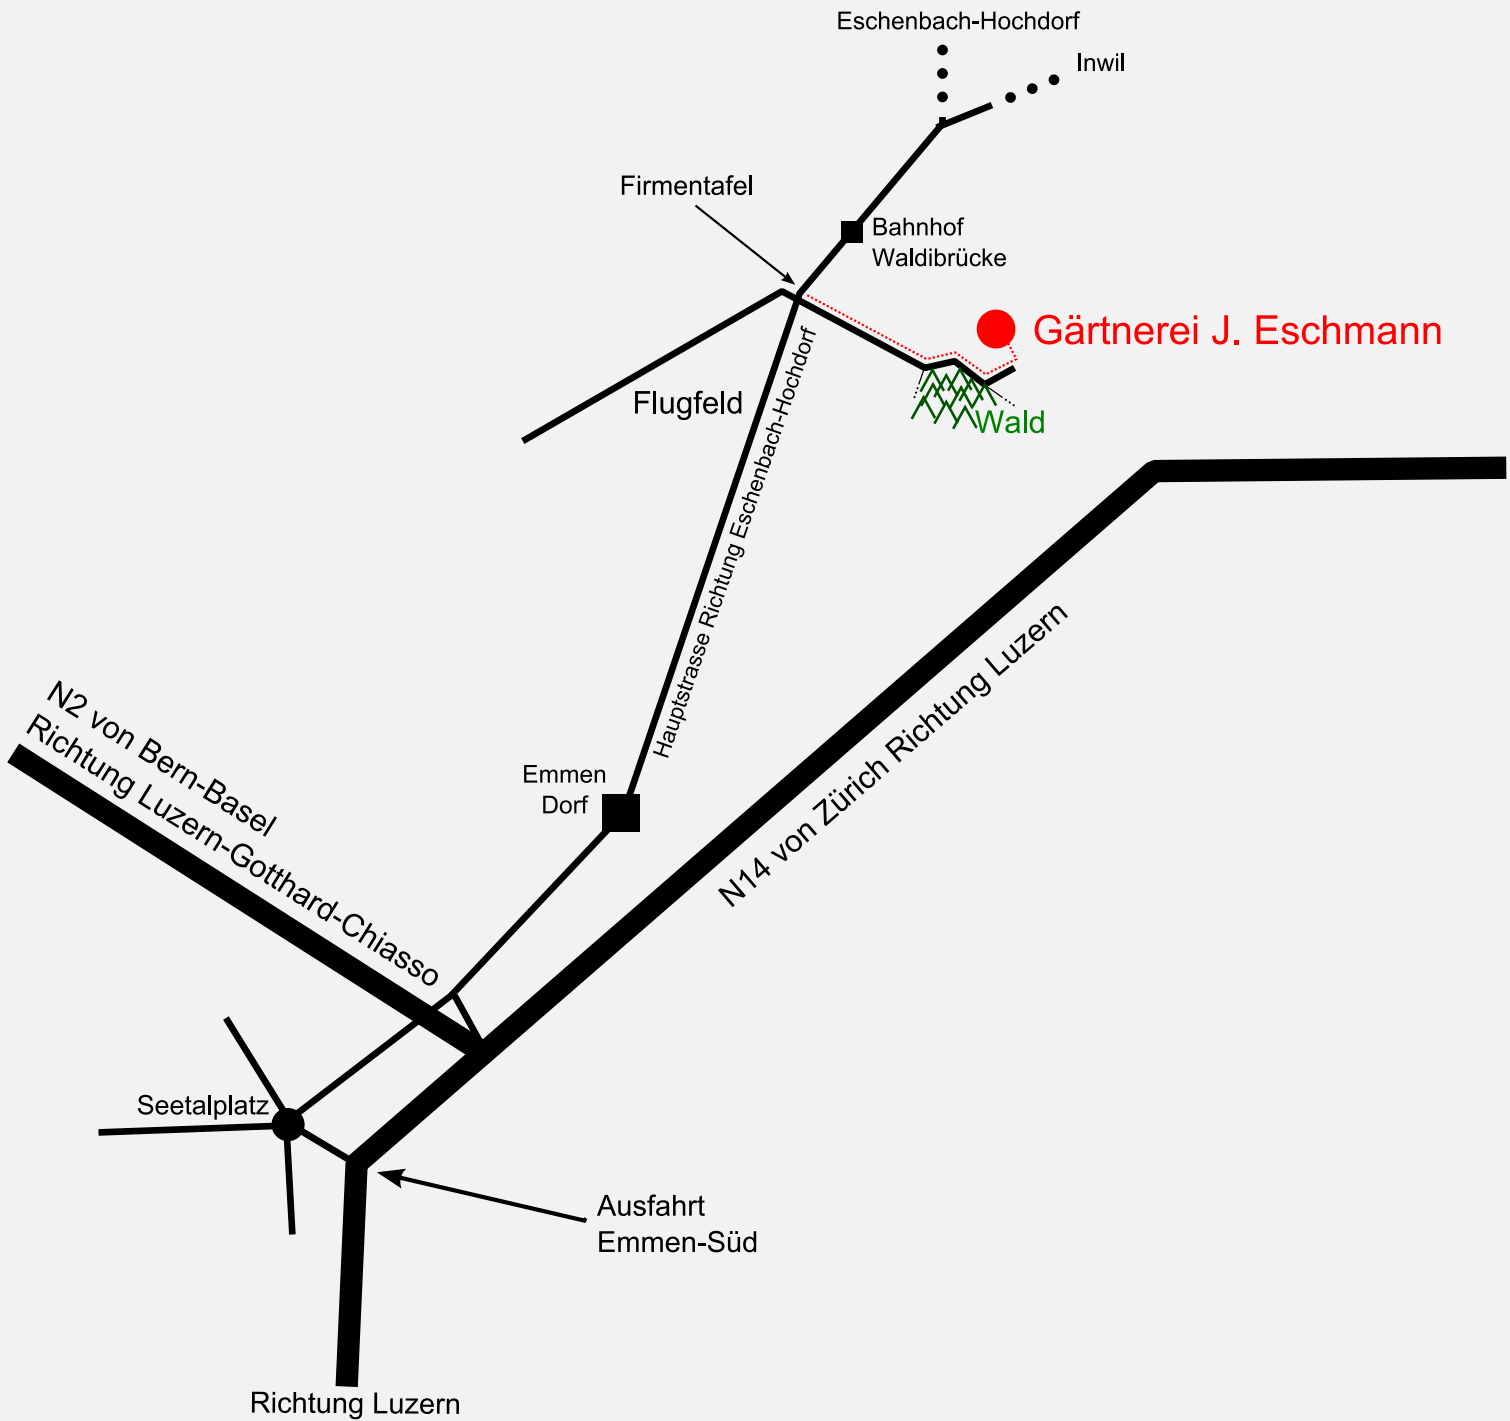 Eschenbach-Hochdorf
Inwil
Firmentafel
Bahnhof
Waldibrücke
Gärtnerei J. Eschmann
Flugfeld
Wald
Hauptstrasse Richtung Eschenbach-Hochdorf
N14 von Zürich Richtung Luzern
N2 von Bern-Basel
Richtung Luzern-Gotthard-Chiasso
Emmen
Dorf
Seetalplatz
Ausfahrt
Emmen-Süd
Richtung Luzern